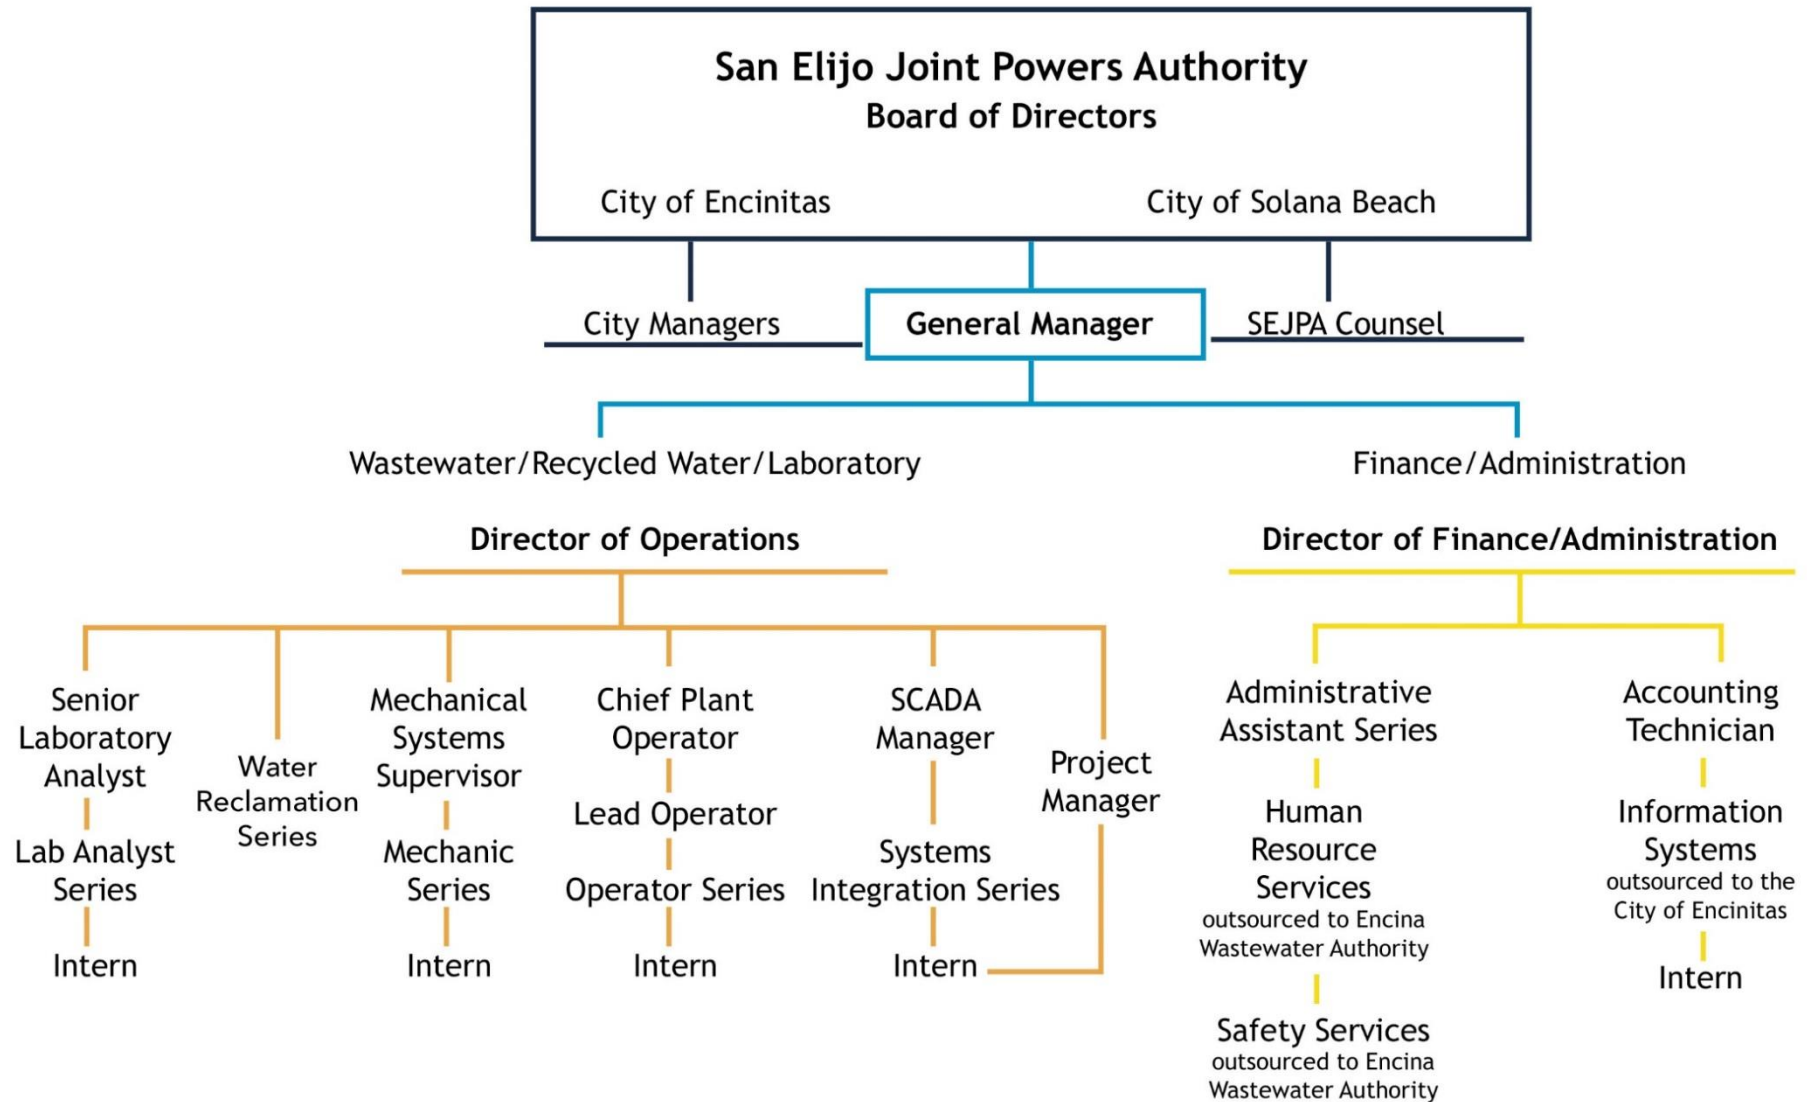 San Elijo Joint Powers Authority
Board of Directors
City of Encinitas
City of Solana Beach
City Managers
General Manager
SEJPA Counsel
Wastewater/Recycled Water/Laboratory
Finance/Administration
Director of Operations
Director of Finance/Administration
Senior
Laboratory
Analyst
Lab Analyst
Series
Intern
Water
Reclamation
Series
Mechanical
Systems
Supervisor
Mechanic
Series
Intern
Chief Plant
Operator
Lead Operator
Operator Series
Intern
SCADA
Manager
Systems
Integration Series
Intern
Project
Manager
Administrative
Assistant Series
Human
Resource
Services
outsourced to Encina
Wastewater Authority
Safety Services
outsourced to Encina
Wastewater Authority
Accounting
Technician
Information
Systems
outsourced to the
City of Encinitas
Intern